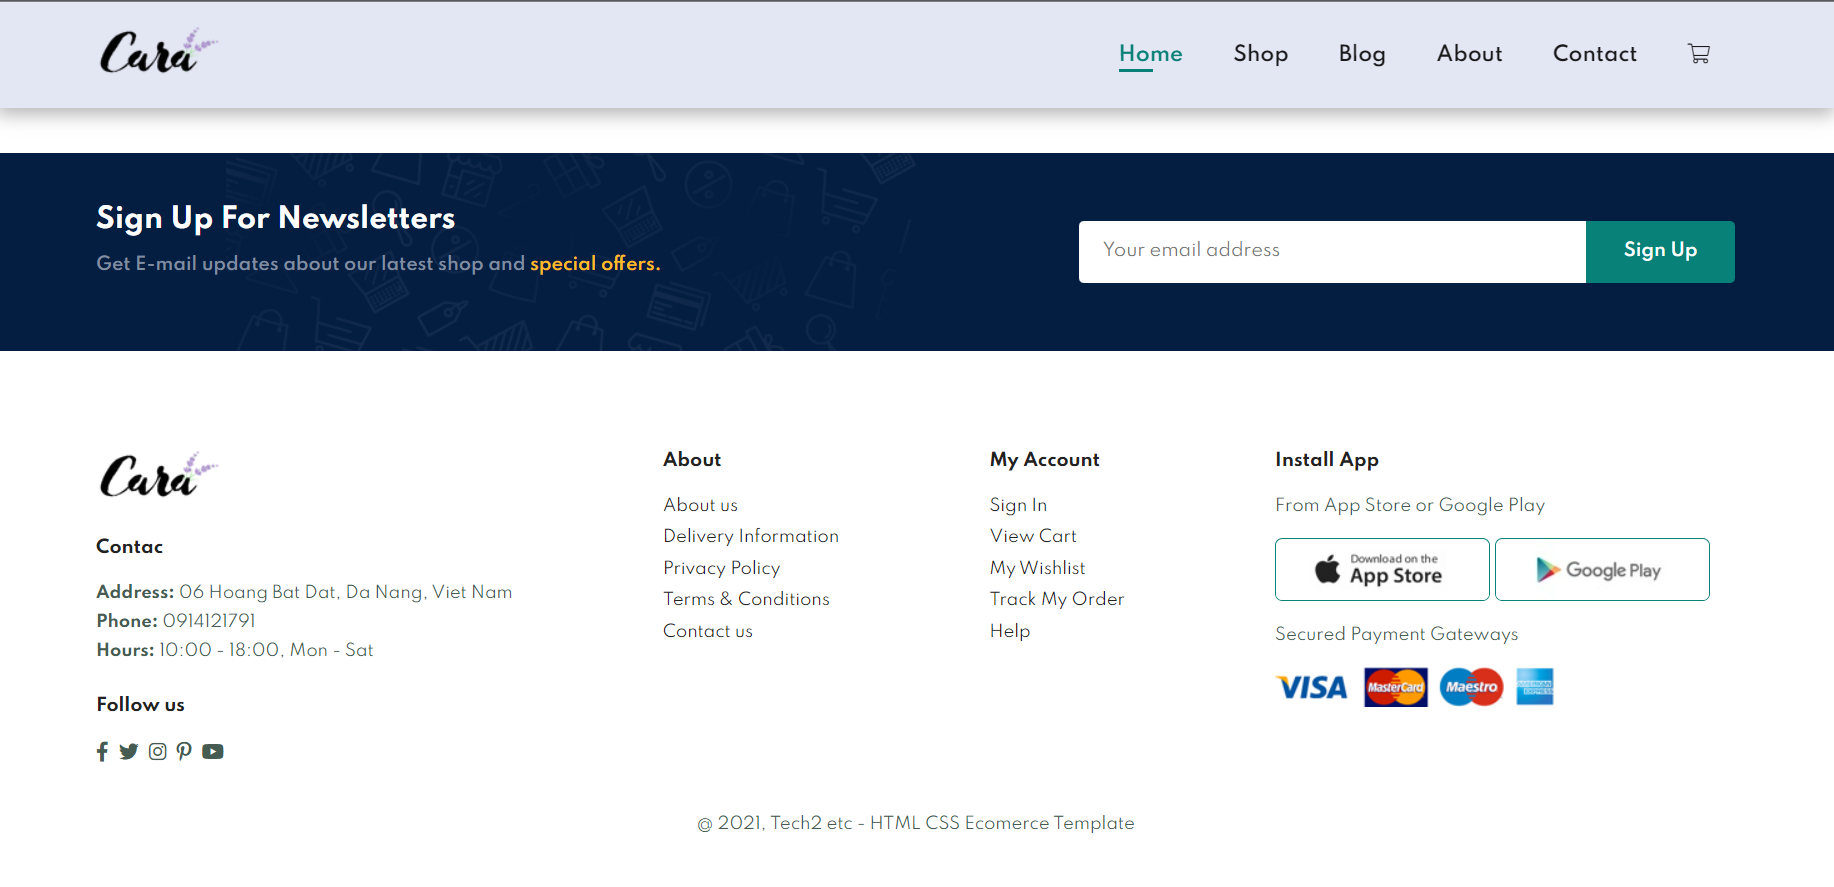 Cara
Home Shop Blog About Contact
Sign Up For Newsletters
Get E-mail updates about our latest shop and special offers.
Your email address
Sign Up
Cara
Contac
Address: 06 Hoang Bat Dat, Da Nang, Viet Nam
Phone: 0914121791
Hours: 10:00 - 18:00, Mon - Sat
Follow us
About
About us
Delivery Information
Privacy Policy
Terms & Conditions
Contact us
My Account
Sign In
View Cart
My Wishlist
Track My Order
Help
Install App
From App Store or Google Play
Download on the
App Store
Google Play
Secured Payment Gateways
VISA MasterCard Maestro AMERICAN EXPRESS
@ 2021, Tech2 etc - HTML CSS Ecomerce Template